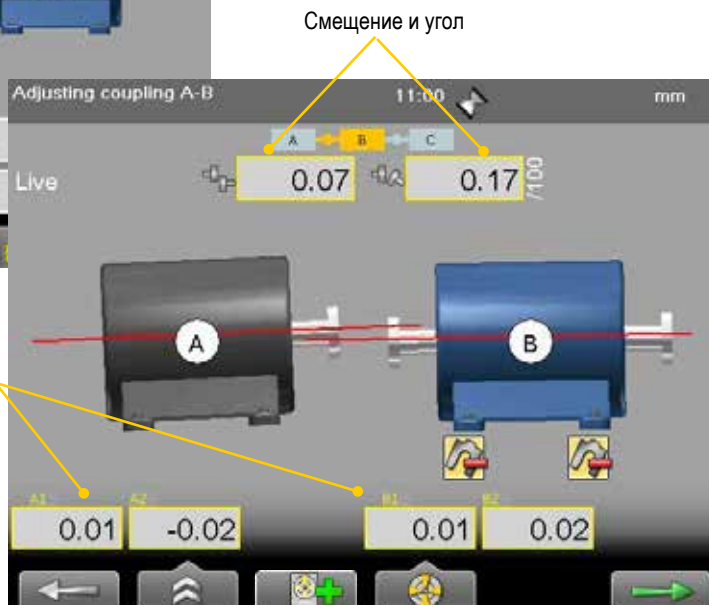 Смещение и угол
Adjusting coupling A-B 11:00 mm
A B C
Live 0.07 0.17 /100
A B
A1 A2 B1 B2
0.01 -0.02 0.01 0.02